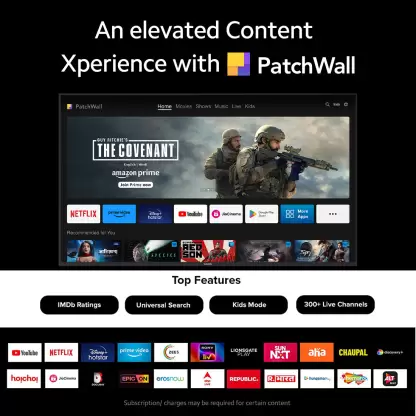 An elevated Content
Xperience with PatchWall
PatchWall Home Movies Shows Music Live Kids
GUY RITCHIE'S
THE COVENANT
amazon prime
Join Prime now
NETFLIX prime video Disney+ hotstar YouTube JioCinema Google Play More Apps
Recommended for You
Top Features
IMDb Ratings Universal Search Kids Mode 300+ Live Channels
YouTube NETFLIX Disney+ hotstar prime video ZEE5 SONY LIV LIONSGATE PLAY SUN NXT aha CHAUPAL discovery+
hoichoi JioCinema EPIC ON erosnow REPUBLIC. ALT
Subscription/ charges may be required for certain content